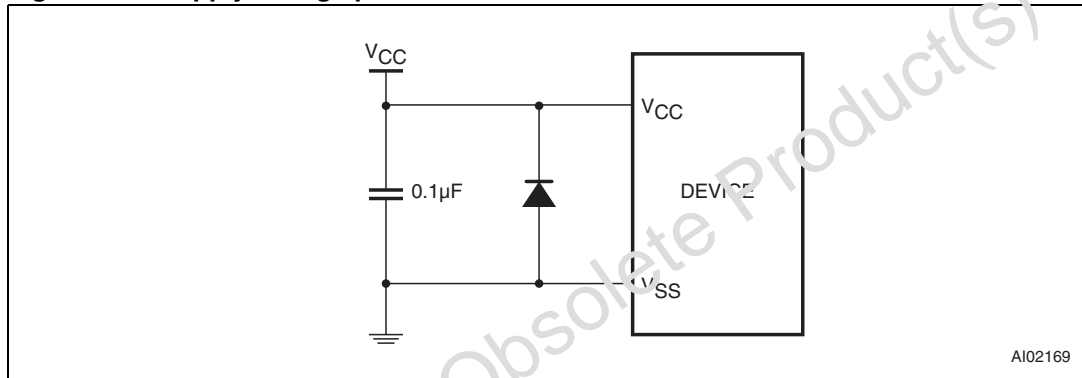 VCC
VCC
0.1µF
DEVICE
VSS
AI02169
Obsolete Product(s)